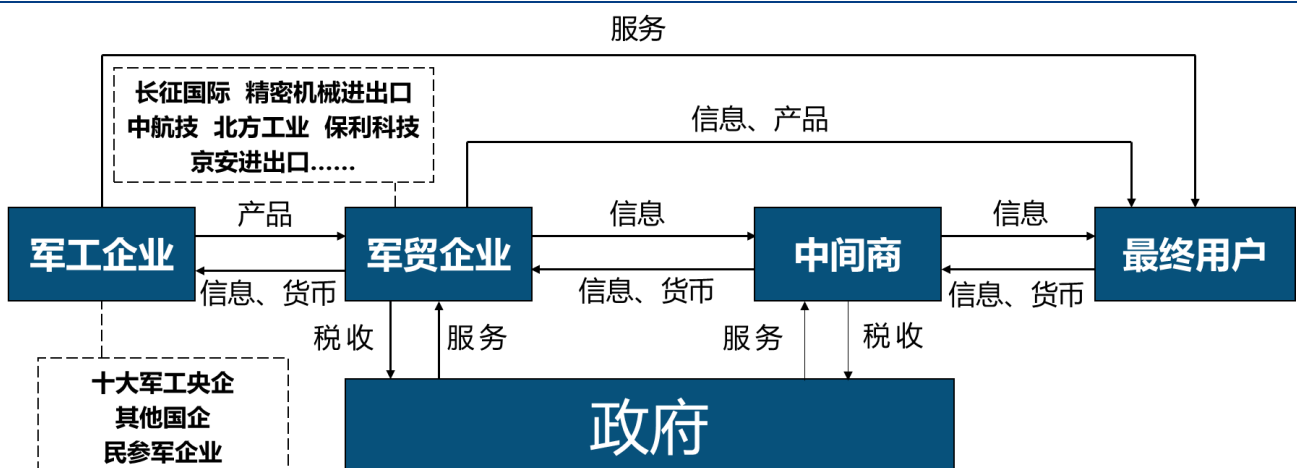 服务
长征国际 精密机械进出口
中航技 北方工业 保利科技
京安进出口……
信息、产品
产品
信息
信息
军工企业
军贸企业
中间商
最终用户
信息、货币
信息、货币
信息、货币
税收
服务
服务
税收
十大军工央企
其他国企
民参军企业
政府